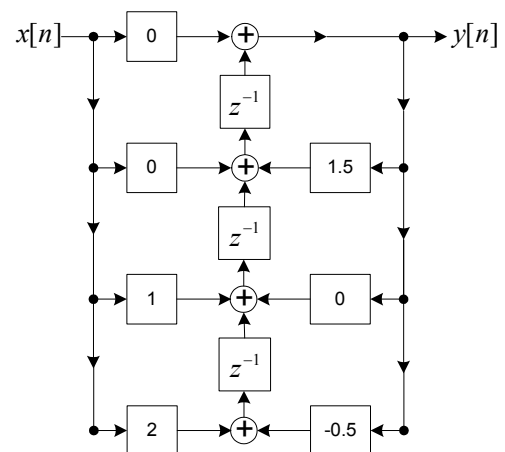 x[n] 0 + y[n]
z⁻¹
0 + 1.5
z⁻¹
1 + 0
z⁻¹
2 + -0.5